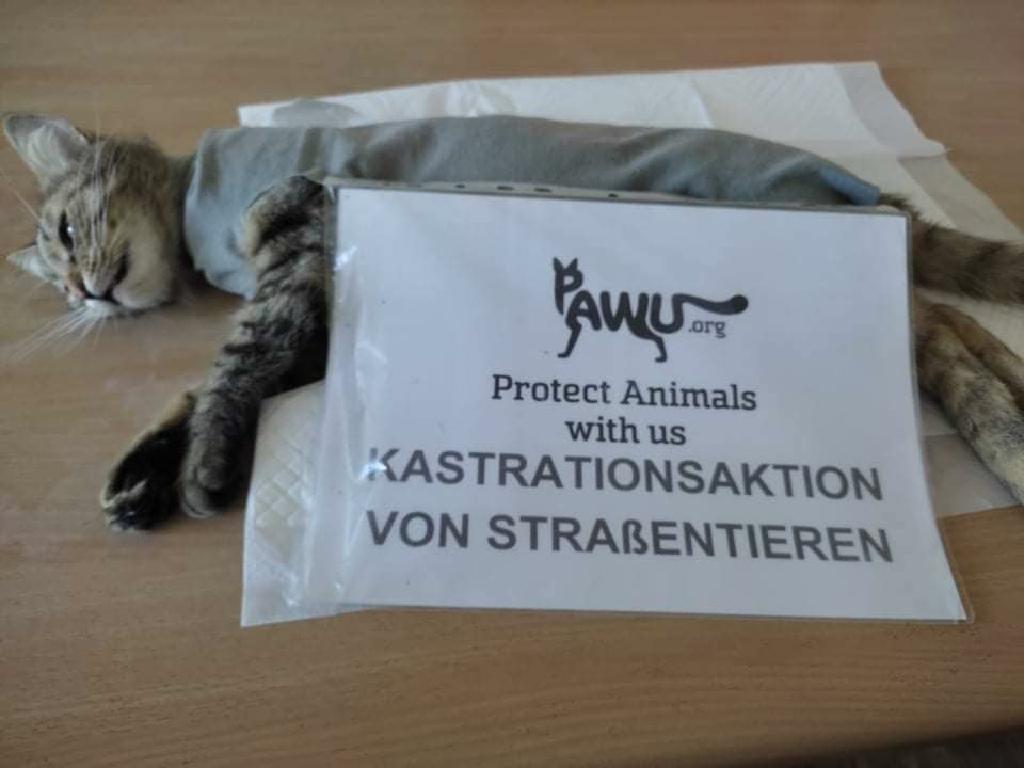 PAWU.org
Protect Animals
with us
KASTRATIONSAKTION
VON STRAßENTIEREN